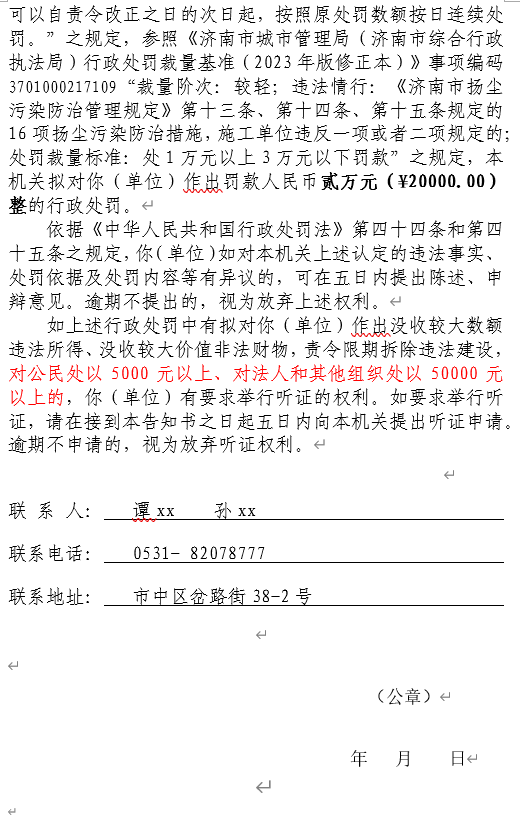 可以自责令改正之日的次日起，按照原处罚数额按日连续处
罚。”之规定，参照《济南市城市管理局（济南市综合行政
执法局）行政处罚裁量基准（2023年版修正本）》事项编码
3701000217109“裁量阶次：较轻；违法情行：《济南市扬尘
污染防治管理规定》第十三条、第十四条、第十五条规定的
16项扬尘污染防治措施，施工单位违反一项或者二项规定的；
处罚裁量标准：处1万元以上3万元以下罚款”之规定，本
机关拟对你（单位）作出罚款人民币贰万元（¥20000.00）
整的行政处罚。
依据《中华人民共和国行政处罚法》第四十四条和第四
十五条之规定，你（单位）如对本机关上述认定的违法事实、
处罚依据及处罚内容等有异议的，可在五日内提出陈述、申
辩意见。逾期不提出的，视为放弃上述权利。
如上述行政处罚中有拟对你（单位）作出没收较大数额
违法所得、没收较大价值非法财物，责令限期拆除违法建设，
对公民处以5000元以上、对法人和其他组织处以50000元
以上的，你（单位）有要求举行听证的权利。如要求举行听
证，请在接到本告知书之日起五日内向本机关提出听证申请。
逾期不申请的，视为放弃听证权利。
联 系 人： 谭xx 孙xx
联系电话： 0531- 82078777
联系地址： 市中区岔路街38-2号
（公章）
年 月 日